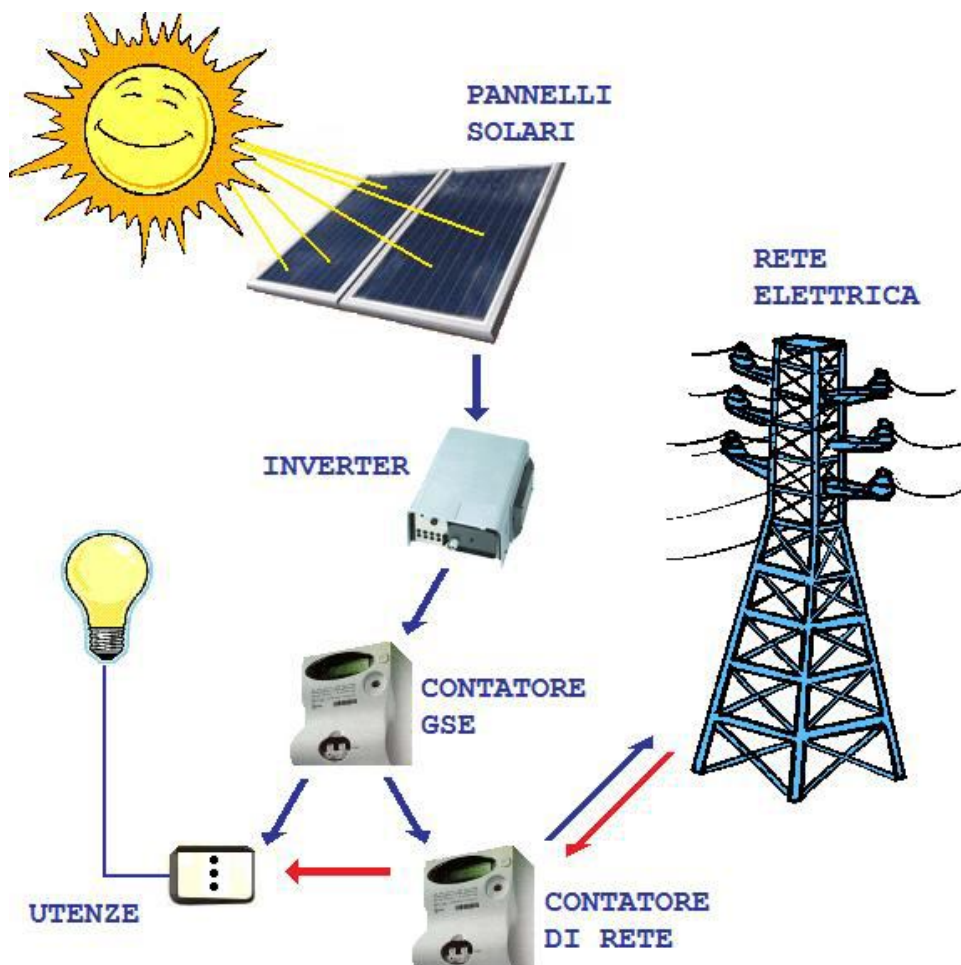 PANNELLI
SOLARI
RETE
ELETTRICA
INVERTER
CONTATORE
GSE
UTENZE
CONTATORE
DI RETE